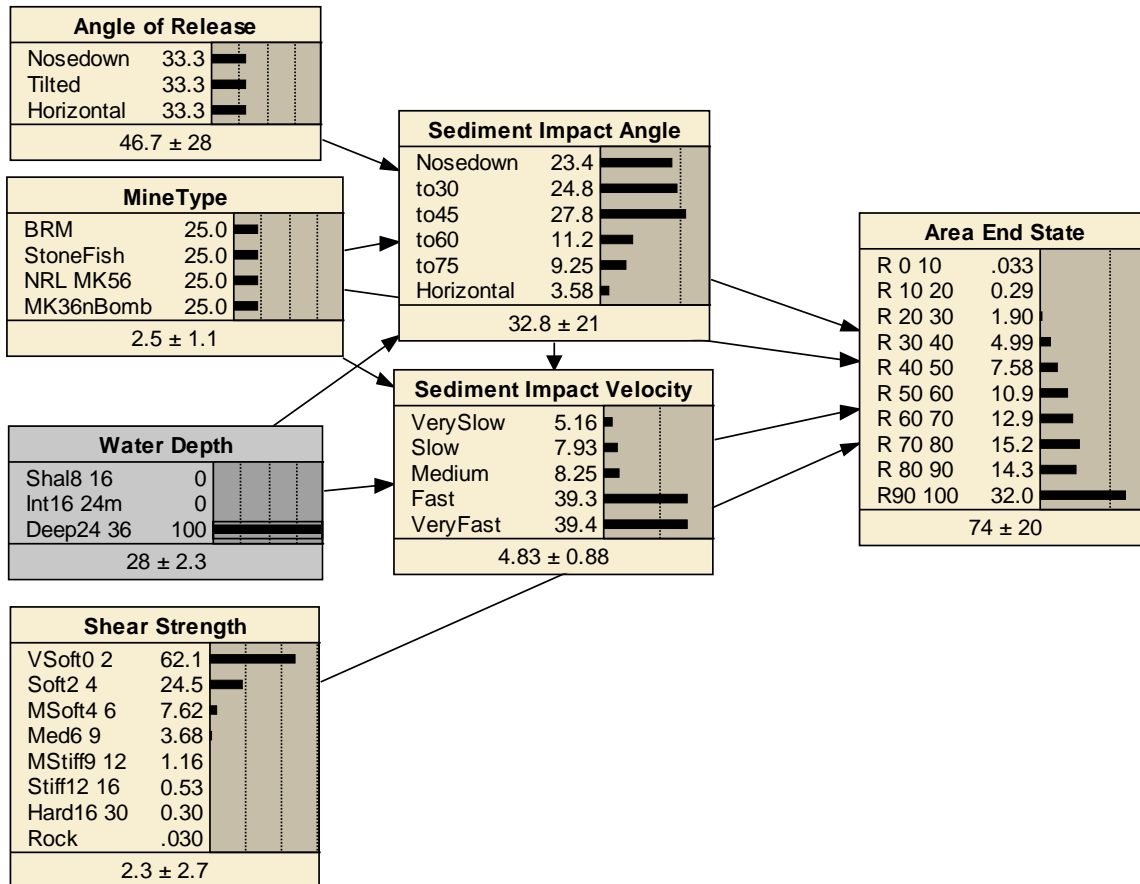 Angle of Release
Nosedown 33.3
Tilted 33.3
Horizontal 33.3
46.7 ± 28
MineType
BRM 25.0
StoneFish 25.0
NRL MK56 25.0
MK36nBomb 25.0
2.5 ± 1.1
Water Depth
Shal8 16 0
Int16 24m 0
Deep24 36 100
28 ± 2.3
Shear Strength
VSoft0 2 62.1
Soft2 4 24.5
MSoft4 6 7.62
Med6 9 3.68
MStiff9 12 1.16
Stiff12 16 0.53
Hard16 30 0.30
Rock .030
2.3 ± 2.7
Sediment Impact Angle
Nosedown 23.4
to30 24.8
to45 27.8
to60 11.2
to75 9.25
Horizontal 3.58
32.8 ± 21
Sediment Impact Velocity
VerySlow 5.16
Slow 7.93
Medium 8.25
Fast 39.3
VeryFast 39.4
4.83 ± 0.88
Area End State
R 0 10 .033
R 10 20 0.29
R 20 30 1.90
R 30 40 4.99
R 40 50 7.58
R 50 60 10.9
R 60 70 12.9
R 70 80 15.2
R 80 90 14.3
R90 100 32.0
74 ± 20